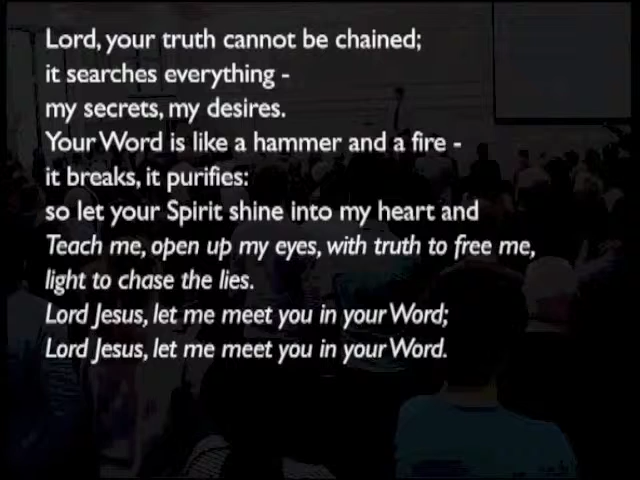 Lord, your truth cannot be chained;
it searches everything -
my secrets, my desires.
Your Word is like a hammer and a fire -
it breaks, it purifies:
so let your Spirit shine into my heart and
Teach me, open up my eyes, with truth to free me,
light to chase the lies.
Lord Jesus, let me meet you in your Word;
Lord Jesus, let me meet you in your Word.